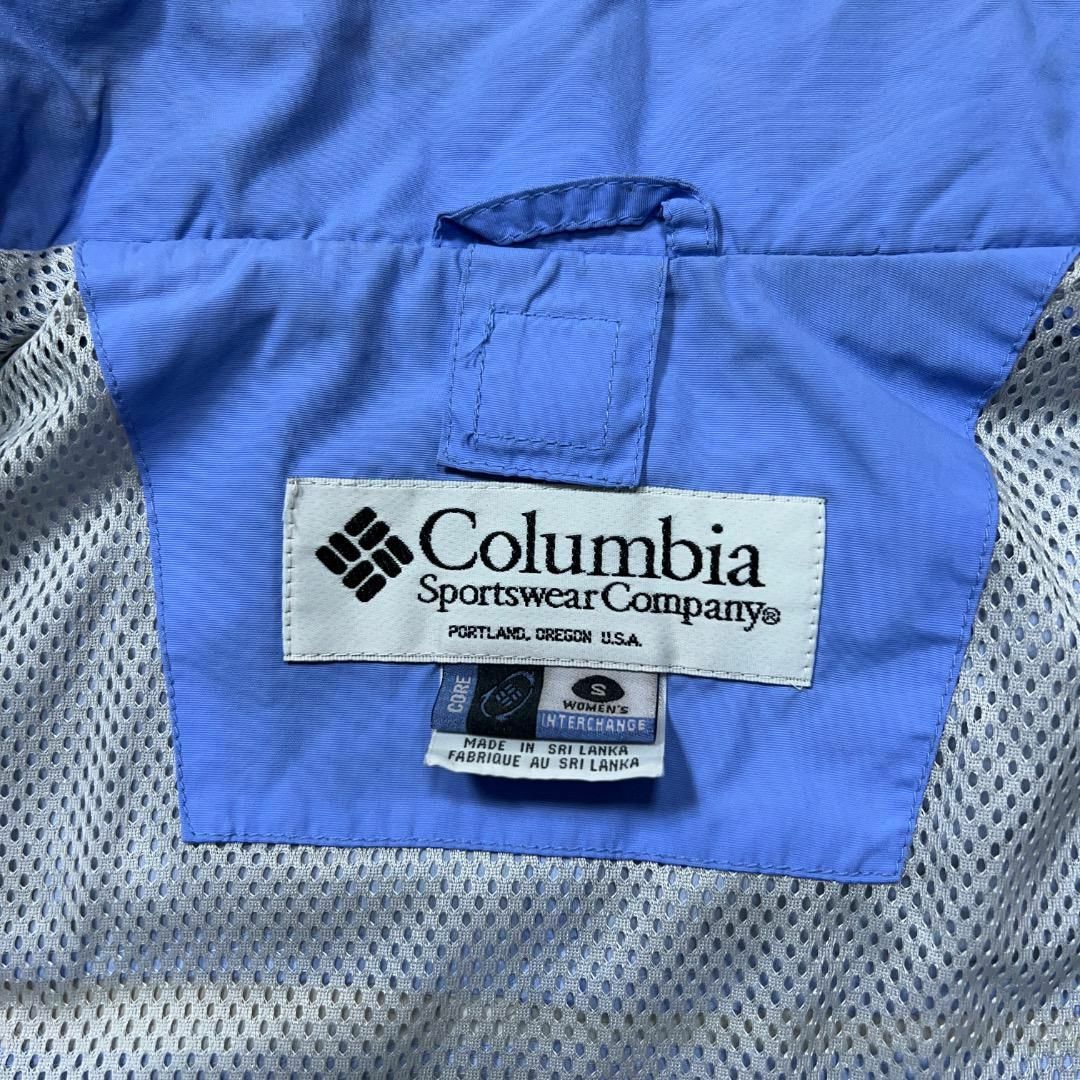 Columbia
Sportswear Company®
PORTLAND, OREGON U.S.A.
CORE
S
WOMEN'S
INTERCHANGE
MADE IN SRI LANKA
FABRIQUE AU SRI LANKA